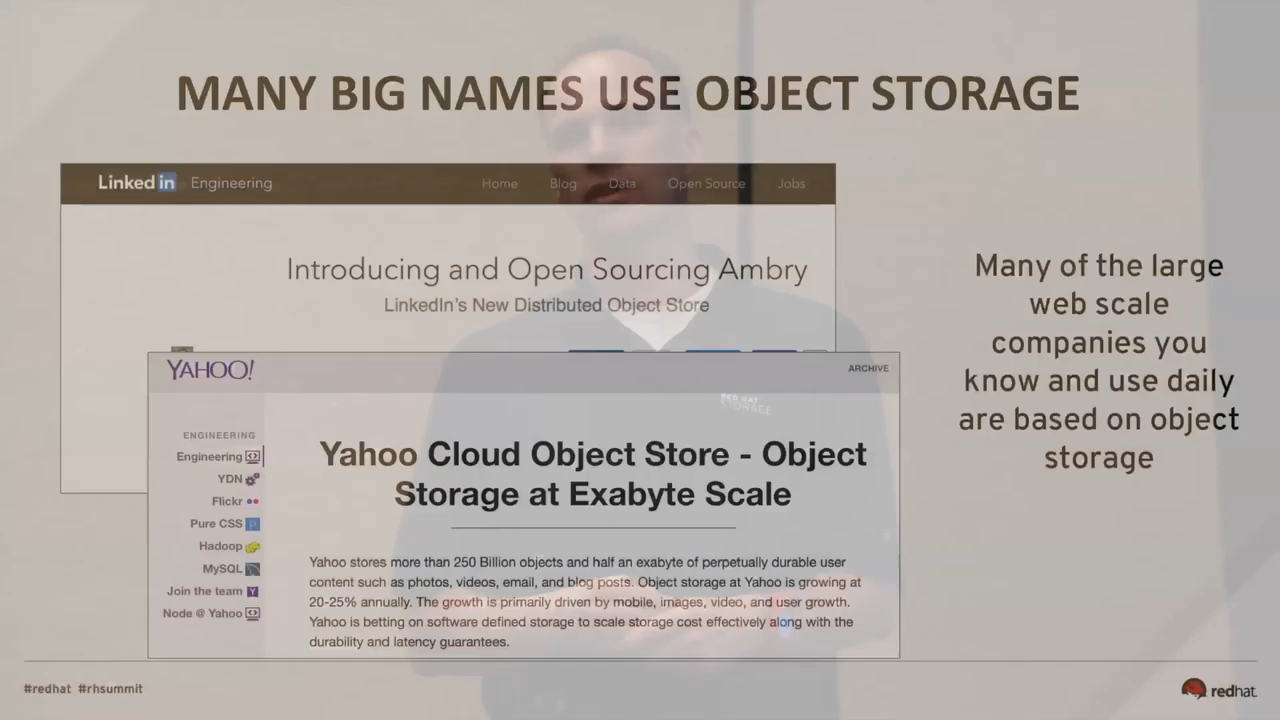 MANY BIG NAMES USE OBJECT STORAGE
Linked in Engineering
Home Blog Data Open Source Jobs
Introducing and Open Sourcing Ambry
LinkedIn's New Distributed Object Store
Many of the large
web scale
companies you
know and use daily
are based on object
storage
YAHOO!
ARCHIVE
RED HAT
STORAGE
ENGINEERING
Engineering
YDN
Flickr
Pure CSS
Hadoop
MySQL
Join the team
Node @ Yahoo
Yahoo Cloud Object Store - Object
Storage at Exabyte Scale
Yahoo stores more than 250 Billion objects and half an exabyte of perpetually durable user
content such as photos, videos, email, and blog posts. Object storage at Yahoo is growing at
20-25% annually. The growth is primarily driven by mobile, images, video, and user growth.
Yahoo is betting on software defined storage to scale storage cost effectively along with the
durability and latency guarantees.
#redhat #rhsummit
redhat.